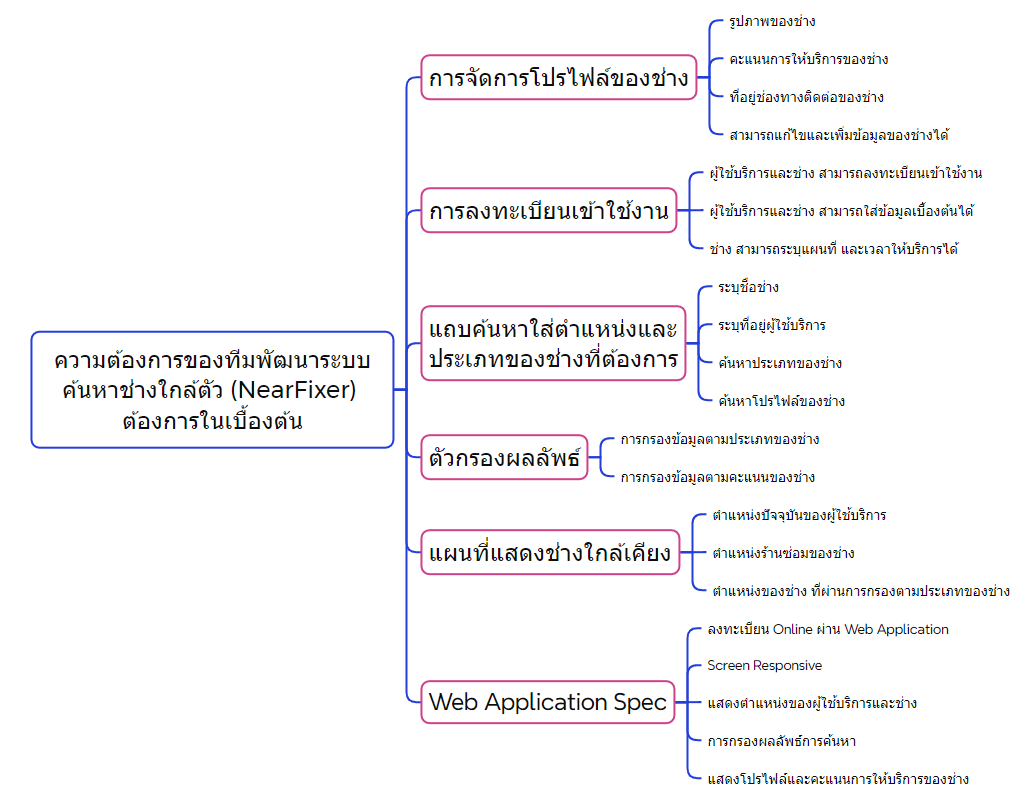 ความต้องการของทีมพัฒนาระบบ
ค้นหาช่างใกล้ตัว (NearFixer)
ต้องการในเบื้องต้น
การจัดการโปรไฟล์ของช่าง
รูปภาพของช่าง
คะแนนการให้บริการของช่าง
ที่อยู่ช่องทางติดต่อของช่าง
สามารถแก้ไขและเพิ่มข้อมูลของช่างได้
การลงทะเบียนเข้าใช้งาน
ผู้ใช้บริการและช่าง สามารถลงทะเบียนเข้าใช้งาน
ผู้ใช้บริการและช่าง สามารถใส่ข้อมูลเบื้องต้นได้
ช่าง สามารถระบุแผนที่ และเวลาให้บริการได้
แถบค้นหาใส่ตำแหน่งและ
ประเภทของช่างที่ต้องการ
ระบุชื่อช่าง
ระบุที่อยู่ผู้ใช้บริการ
ค้นหาประเภทของช่าง
ค้นหาโปรไฟล์ของช่าง
ตัวกรองผลลัพธ์
การกรองข้อมูลตามประเภทของช่าง
การกรองข้อมูลตามคะแนนของช่าง
แผนที่แสดงช่างใกล้เคียง
ตำแหน่งปัจจุบันของผู้ใช้บริการ
ตำแหน่งร้านซ่อมของช่าง
ตำแหน่งของช่าง ที่ผ่านการกรองตามประเภทของช่าง
Web Application Spec
ลงทะเบียน Online ผ่าน Web Application
Screen Responsive
แสดงตำแหน่งของผู้ใช้บริการและช่าง
การกรองผลลัพธ์การค้นหา
แสดงโปรไฟล์และคะแนนการให้บริการของช่าง